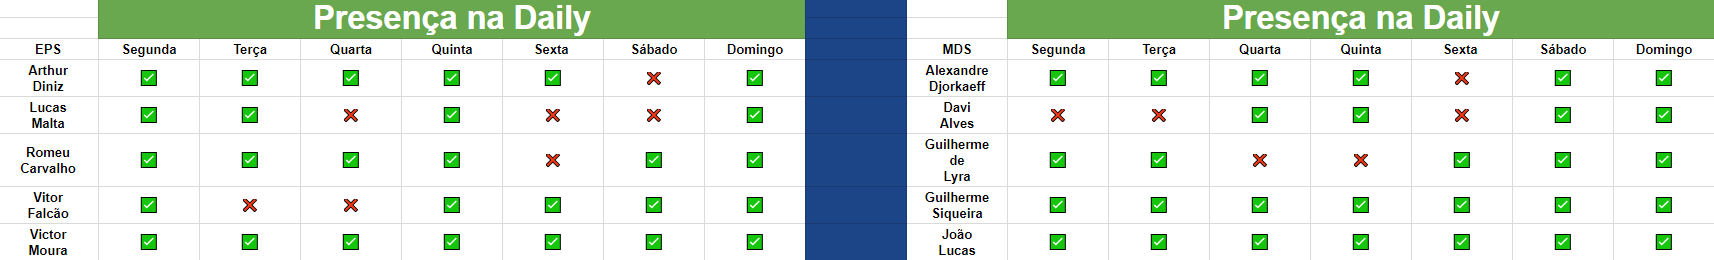 Presença na Daily
EPS Segunda Terça Quarta Quinta Sexta Sábado Domingo
Arthur
Diniz
Lucas
Malta
Romeu
Carvalho
Vitor
Falcão
Victor
Moura
Presença na Daily
MDS Segunda Terça Quarta Quinta Sexta Sábado Domingo
Alexandre
Djorkaeff
Davi
Alves
Guilherme
de
Lyra
Guilherme
Siqueira
João
Lucas